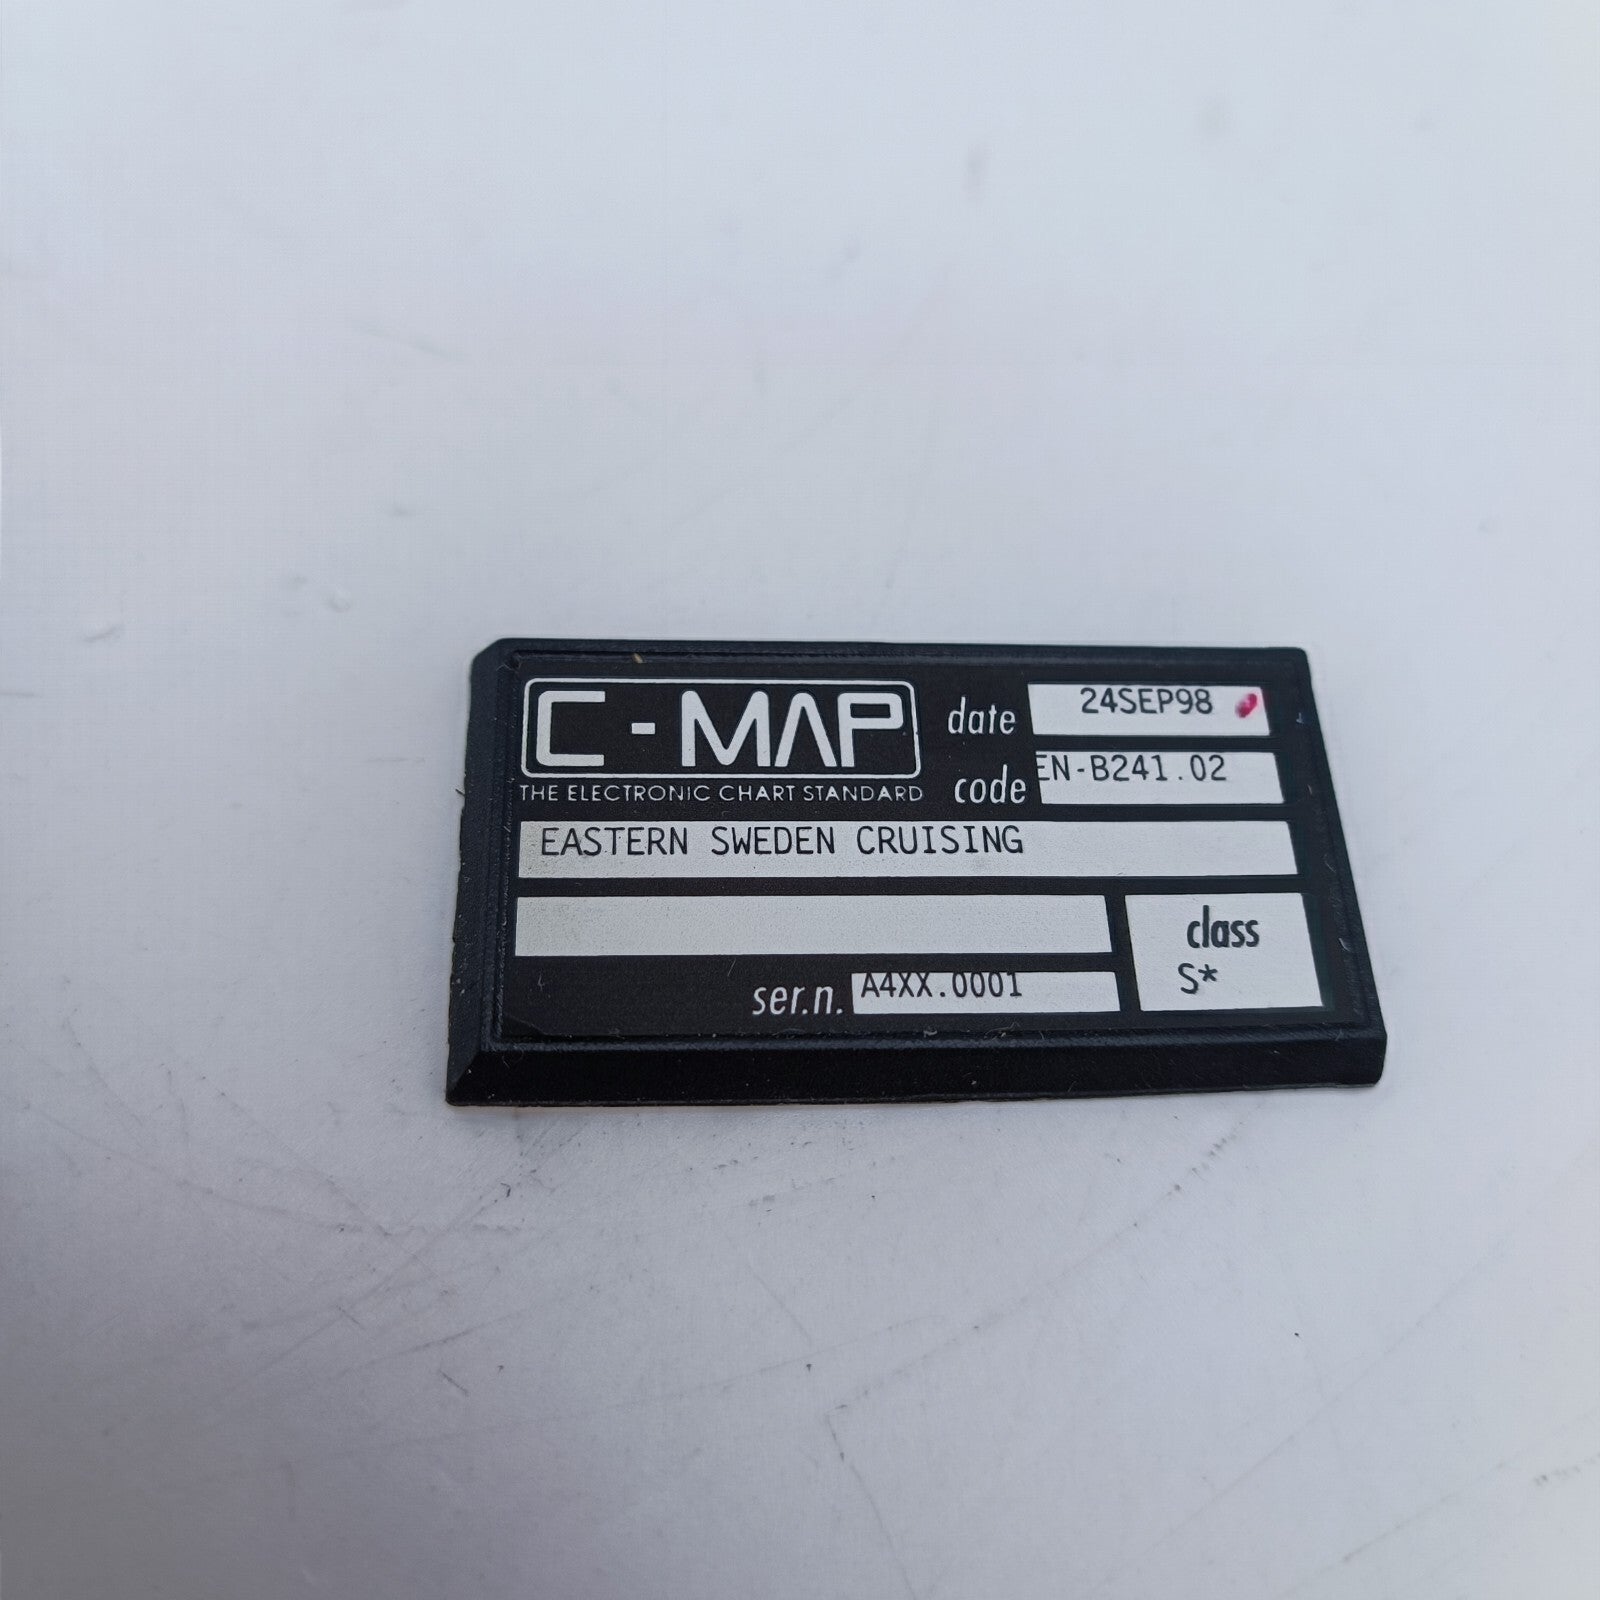 C-MAP
THE ELECTRONIC CHART STANDARD
date 24SEP98
code EN-B241.02
EASTERN SWEDEN CRUISING
class
S*
ser.n. A4XX.0001